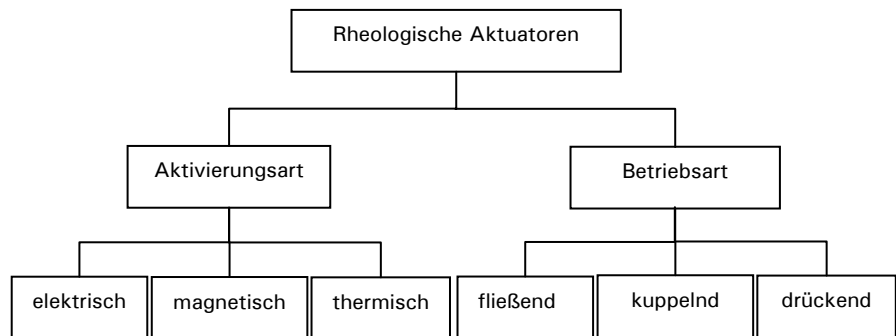 Rheologische Aktuatoren
Aktivierungsart
Betriebsart
elektrisch
magnetisch
thermisch
fließend
kuppelnd
drückend